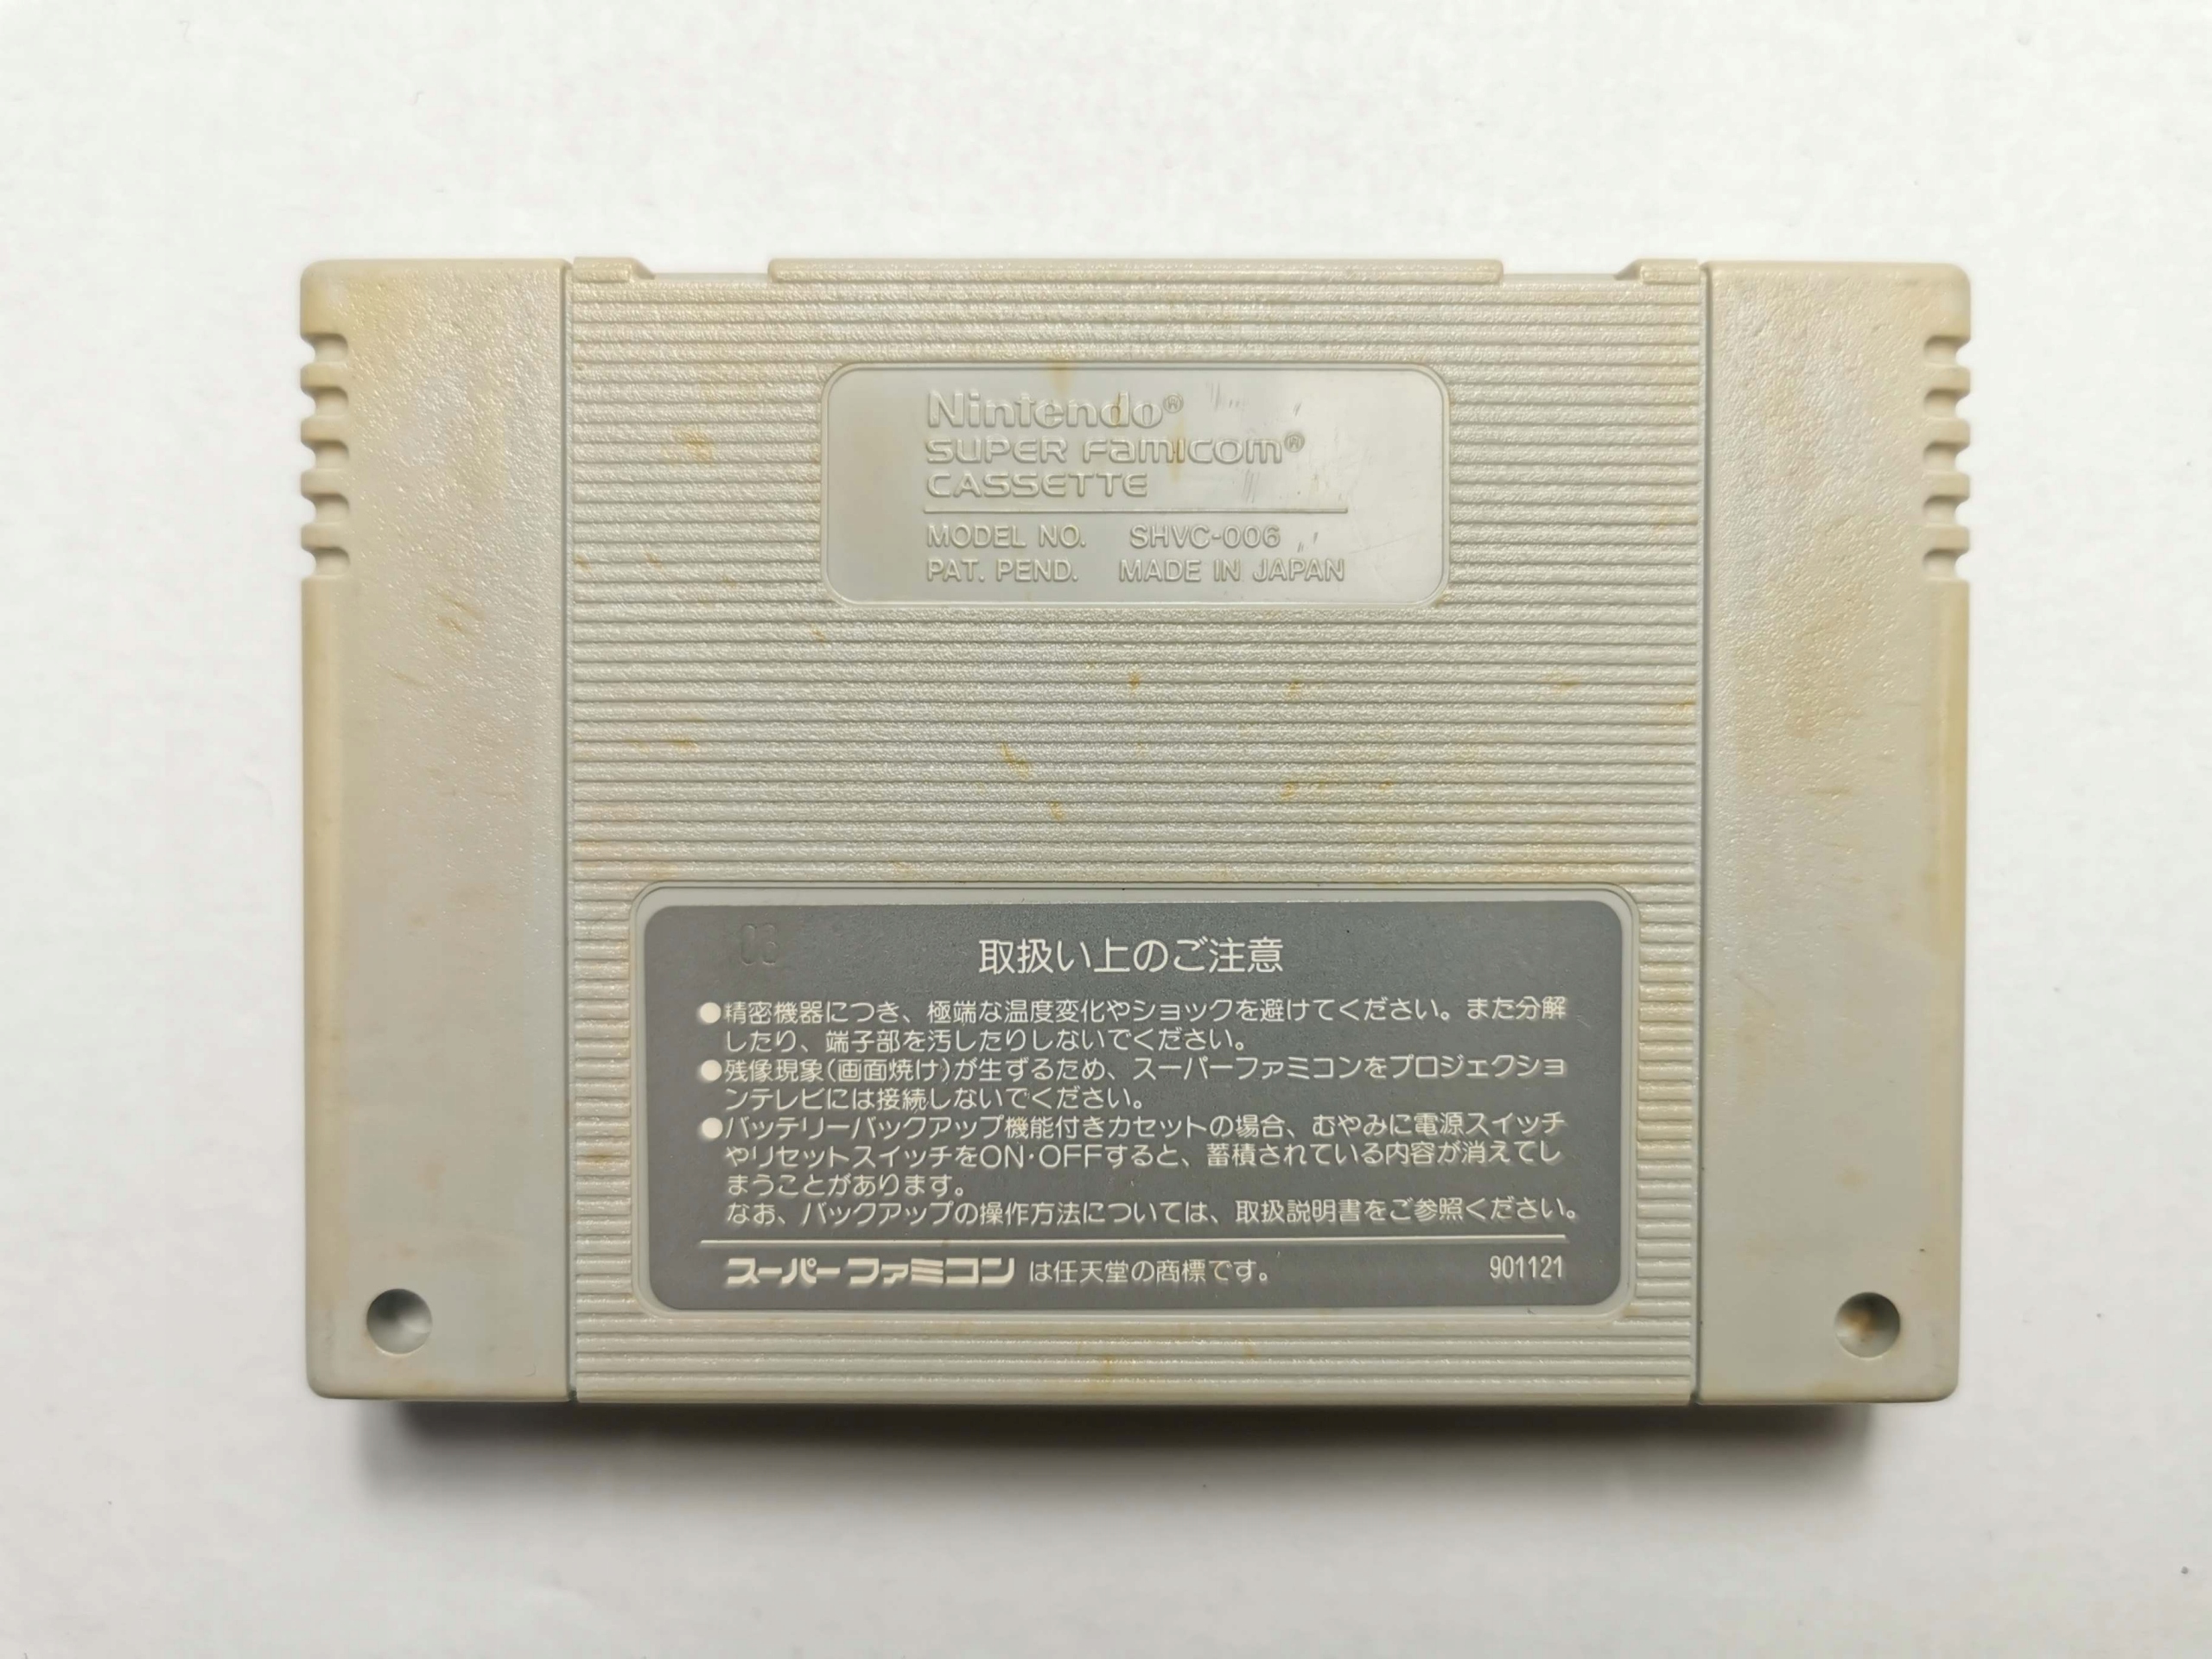 Nintendo®
SUPER FAMICOM®
CASSETTE
MODEL NO. SHVC-006
PAT. PEND. MADE IN JAPAN
03
取扱い上のご注意
●精密機器につき、極端な温度変化やショックを避けてください。また分解
したり、端子部を汚したりしないでください。
●残像現象(画面焼け)が生ずるため、スーパーファミコンをプロジェクショ
ンテレビには接続しないでください。
●バッテリーバックアップ機能付きカセットの場合、むやみに電源スイッチ
やリセットスイッチをON・OFFすると、蓄積されている内容が消えてし
まうことがあります。
なお、バックアップの操作方法については、取扱説明書をご参照ください。
スーパーファミコン は任天堂の商標です。 901121